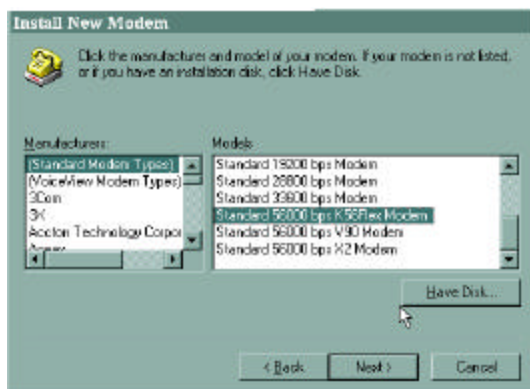 Install New Modem
Click the manufacturer and model of your modem. If your modem is not listed,
or if you have an installation disk, click Have Disk.
Manufacturers:
(Standard Modem Types)
(VoiceView Modem Types)
3Com
3X
Accton Technology Corpor
Models
Standard 19200 bps Modem
Standard 28800 bps Modem
Standard 33600 bps Modem
Standard 56000 bps K56Flex Modem
Standard 56000 bps V90 Modem
Standard 56000 bps X2 Modem
Have Disk...
< Back
Next >
Cancel